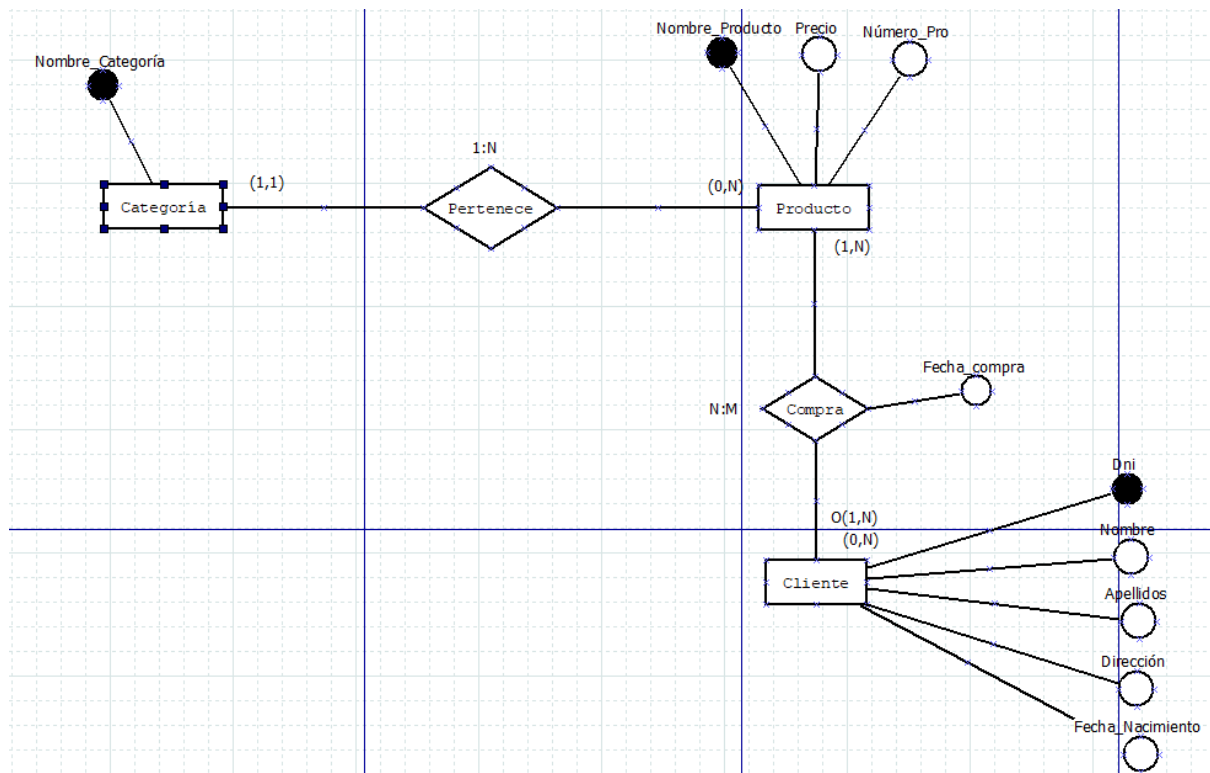 Nombre_Producto
Precio
Número_Pro
Nombre_Categoría
1:N
(1,1)
(0,N)
Categoría
Pertenece
Producto
(1,N)
Fecha_compra
N:M
Compra
Dni
O(1,N)
(0,N)
Nombre
Cliente
Apellidos
Dirección
Fecha_Nacimiento